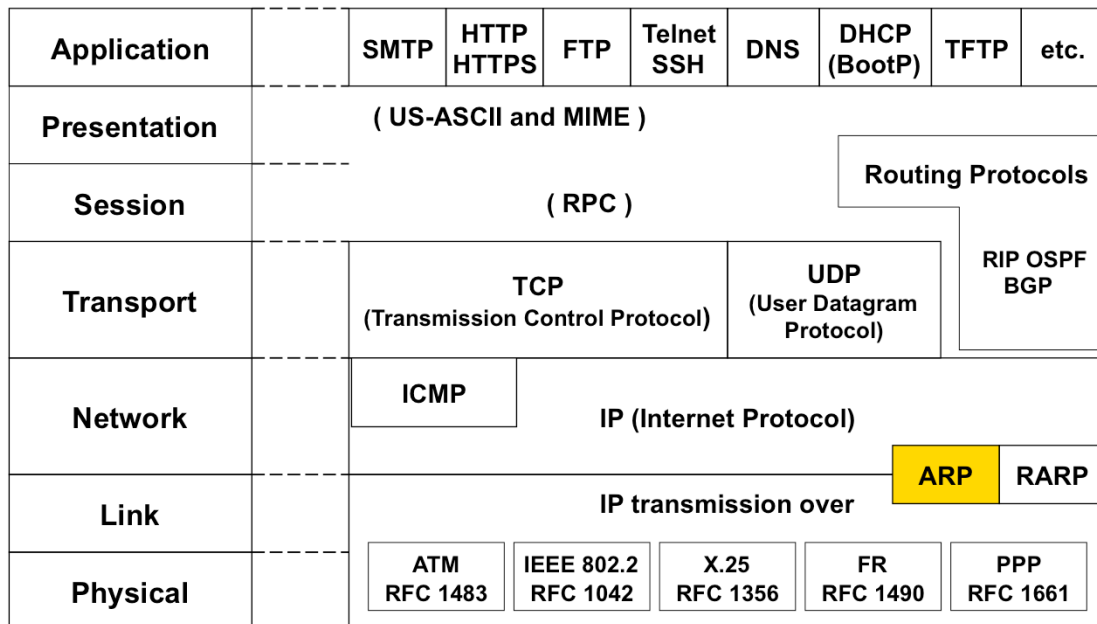 Application
SMTP
HTTP
HTTPS
FTP
Telnet
SSH
DNS
DHCP
(BootP)
TFTP
etc.
Presentation
( US-ASCII and MIME )
Routing Protocols
Session
( RPC )
RIP OSPF
BGP
Transport
TCP
(Transmission Control Protocol)
UDP
(User Datagram
Protocol)
Network
ICMP
IP (Internet Protocol)
ARP
RARP
Link
IP transmission over
Physical
ATM
RFC 1483
IEEE 802.2
RFC 1042
X.25
RFC 1356
FR
RFC 1490
PPP
RFC 1661